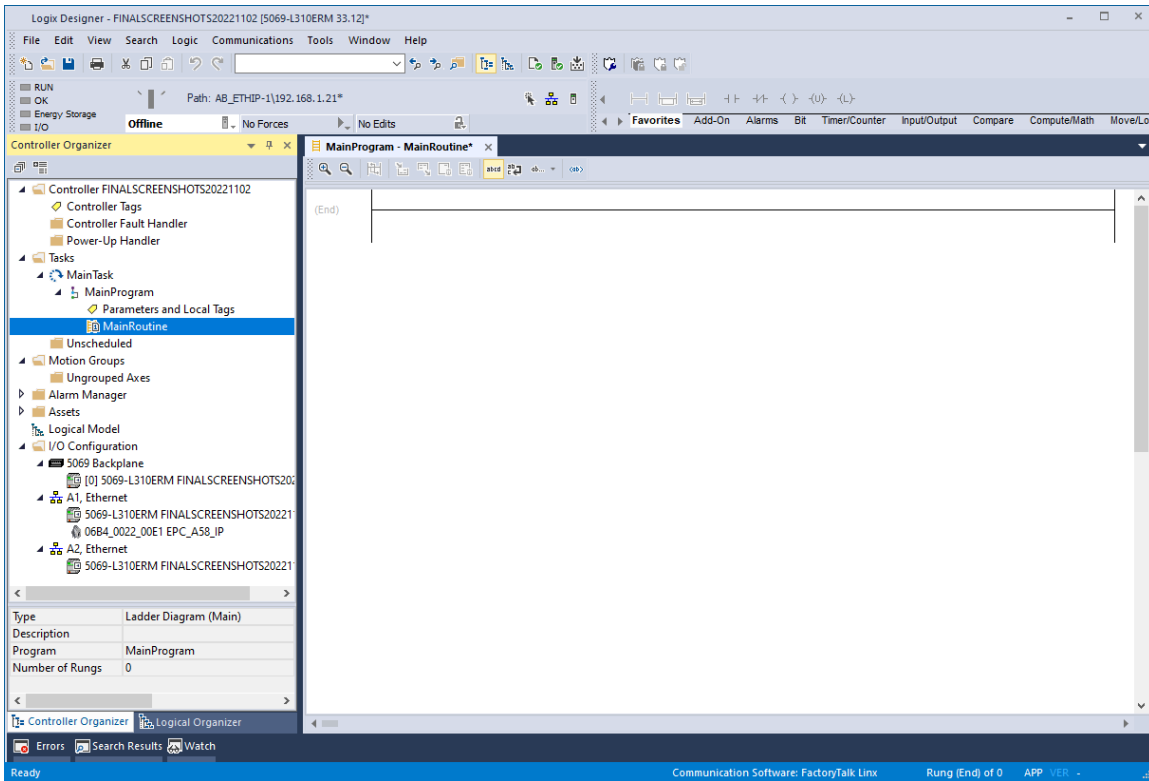 Logix Designer - FINALSCREENSHOTS20221102 [5069-L310ERM 33.12]*
File Edit View Search Logic Communications Tools Window Help
RUN
OK
Energy Storage
I/O
Path: AB_ETHIP-1\192.168.1.21*
Offline No Forces No Edits
Favorites Add-On Alarms Bit Timer/Counter Input/Output Compare Compute/Math Move/Lo
Controller Organizer
MainProgram - MainRoutine*
Controller FINALSCREENSHOTS20221102
Controller Tags
Controller Fault Handler
Power-Up Handler
Tasks
MainTask
MainProgram
Parameters and Local Tags
MainRoutine
Unscheduled
Motion Groups
Ungrouped Axes
Alarm Manager
Assets
Logical Model
I/O Configuration
5069 Backplane
[0] 5069-L310ERM FINALSCREENSHOTS202
A1, Ethernet
5069-L310ERM FINALSCREENSHOTS20221
06B4_0022_00E1 EPC_A58_IP
A2, Ethernet
5069-L310ERM FINALSCREENSHOTS20221
(End)
Type Ladder Diagram (Main)
Description
Program MainProgram
Number of Rungs 0
Controller Organizer Logical Organizer
Errors Search Results Watch
Ready Communication Software: FactoryTalk Linx Rung (End) of 0 APP VER -